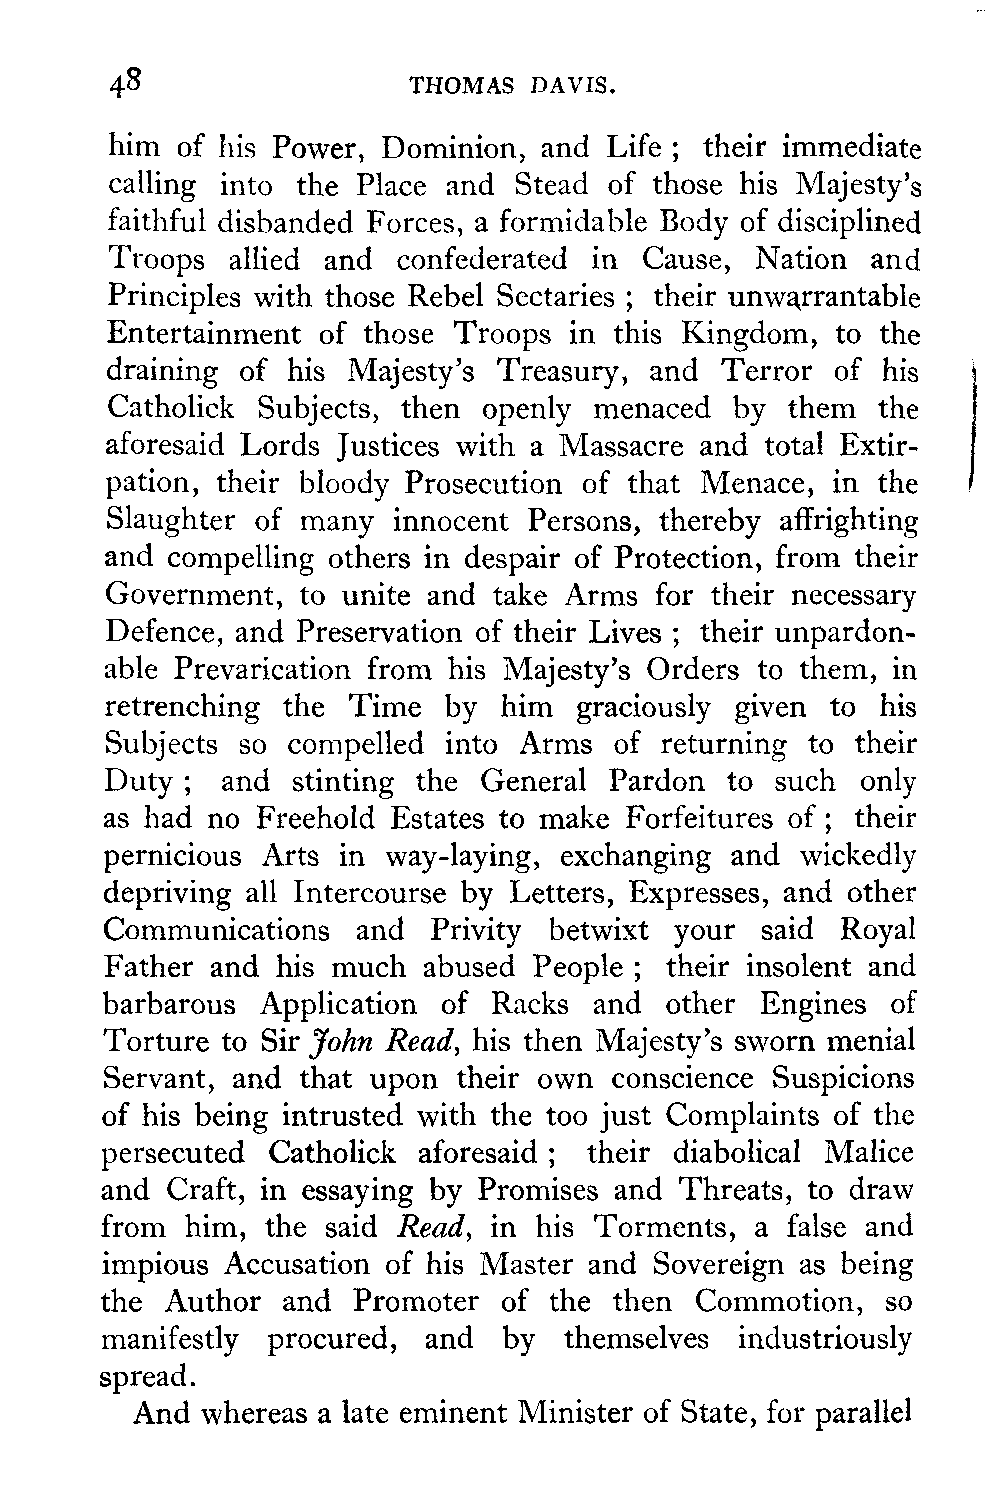 48 THOMAS DAVIS.
him of his Power, Dominion, and Life ; their immediate
calling into the Place and Stead of those his Majesty's
faithful disbanded Forces, a formidable Body of disciplined
Troops allied and confederated in Cause, Nation and
Principles with those Rebel Sectaries ; their unwarrantable
Entertainment of those Troops in this Kingdom, to the
draining of his Majesty's Treasury, and Terror of his
Catholick Subjects, then openly menaced by them the
aforesaid Lords Justices with a Massacre and total Extir-
pation, their bloody Prosecution of that Menace, in the
Slaughter of many innocent Persons, thereby affrighting
and compelling others in despair of Protection, from their
Government, to unite and take Arms for their necessary
Defence, and Preservation of their Lives ; their unpardon-
able Prevarication from his Majesty's Orders to them, in
retrenching the Time by him graciously given to his
Subjects so compelled into Arms of returning to their
Duty ; and stinting the General Pardon to such only
as had no Freehold Estates to make Forfeitures of ; their
pernicious Arts in way-laying, exchanging and wickedly
depriving all Intercourse by Letters, Expresses, and other
Communications and Privity betwixt your said Royal
Father and his much abused People ; their insolent and
barbarous Application of Racks and other Engines of
Torture to Sir John Read, his then Majesty's sworn menial
Servant, and that upon their own conscience Suspicions
of his being intrusted with the too just Complaints of the
persecuted Catholick aforesaid ; their diabolical Malice
and Craft, in essaying by Promises and Threats, to draw
from him, the said Read, in his Torments, a false and
impious Accusation of his Master and Sovereign as being
the Author and Promoter of the then Commotion, so
manifestly procured, and by themselves industriously
spread.
And whereas a late eminent Minister of State, for parallel